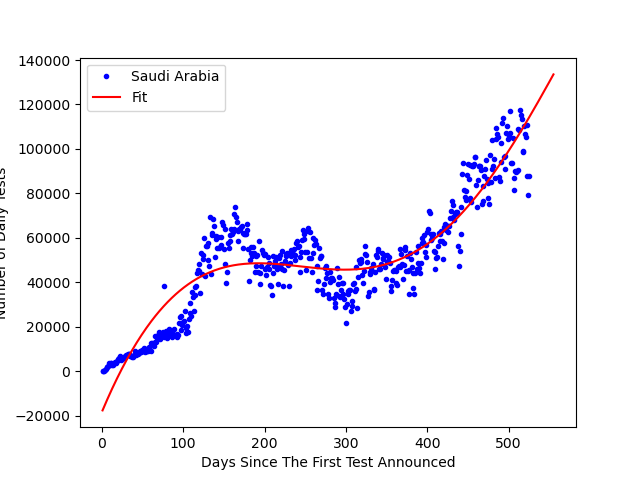 140000
120000
100000
80000
60000
40000
20000
0
−20000
Number of Daily Tests
Saudi Arabia
Fit
0 100 200 300 400 500
Days Since The First Test Announced